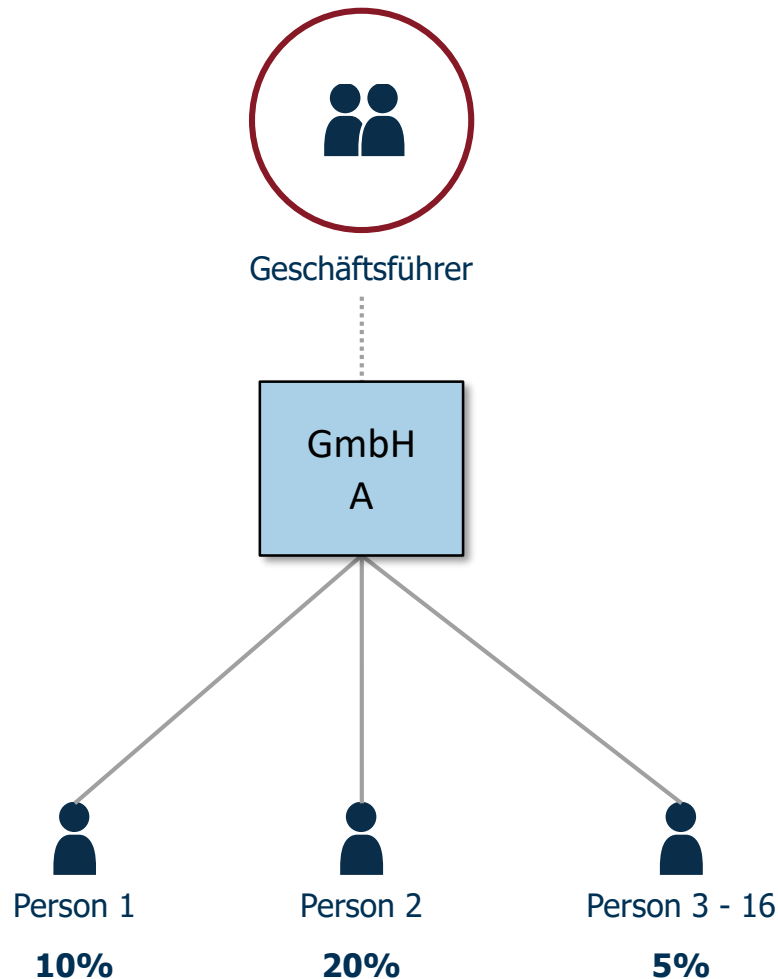 Geschäftsführer
GmbH
A
Person 1
Person 2
Person 3 - 16
10%
20%
5%